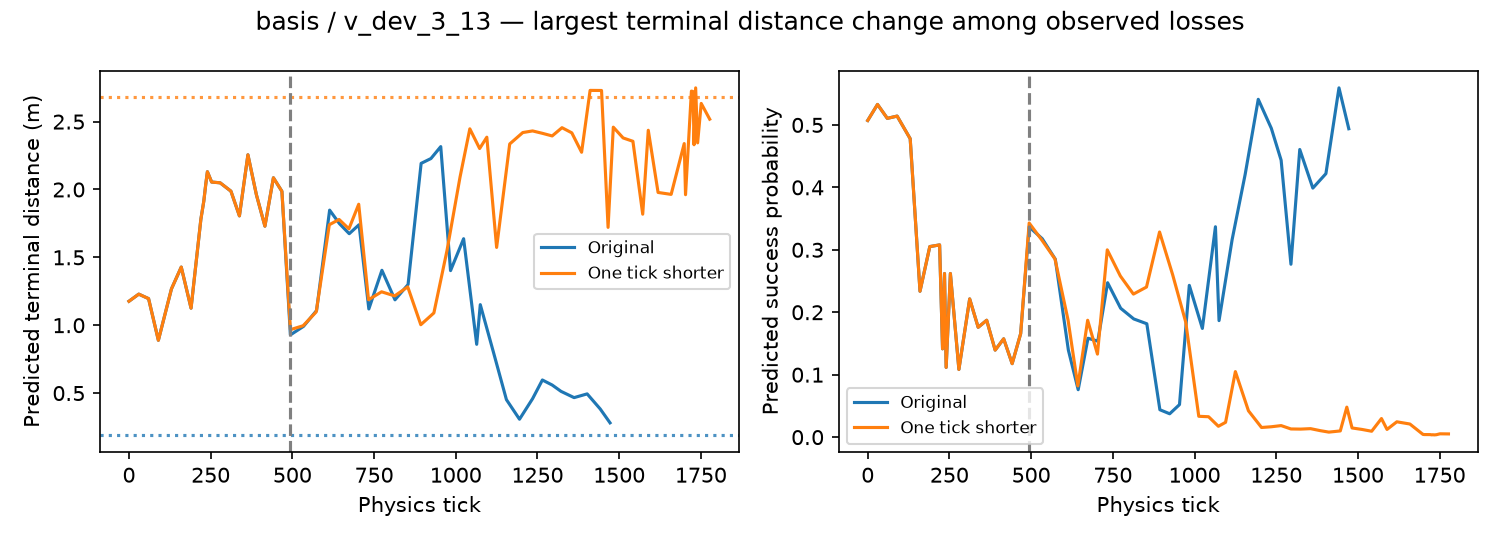 basis / v_dev_3_13 — largest terminal distance change among observed losses
Predicted terminal distance (m)
2.5
2.0
1.5
1.0
0.5
Original
One tick shorter
0 250 500 750 1000 1250 1500 1750
Physics tick
Predicted success probability
0.5
0.4
0.3
0.2
0.1
0.0
Original
One tick shorter
0 250 500 750 1000 1250 1500 1750
Physics tick